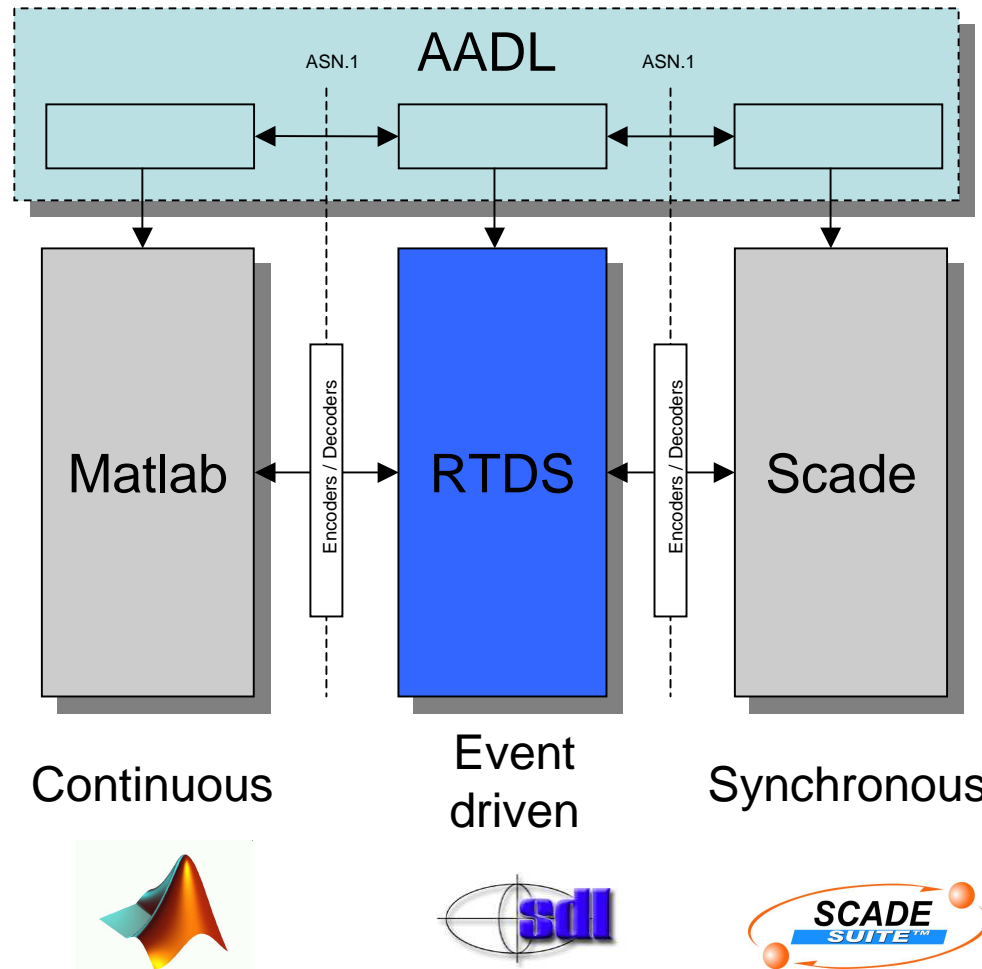 ASN.1
AADL
ASN.1
Encoders / Decoders
Encoders / Decoders
Matlab
RTDS
Scade
Continuous
Event
driven
Synchronous
sdl
SCADE
SUITE™